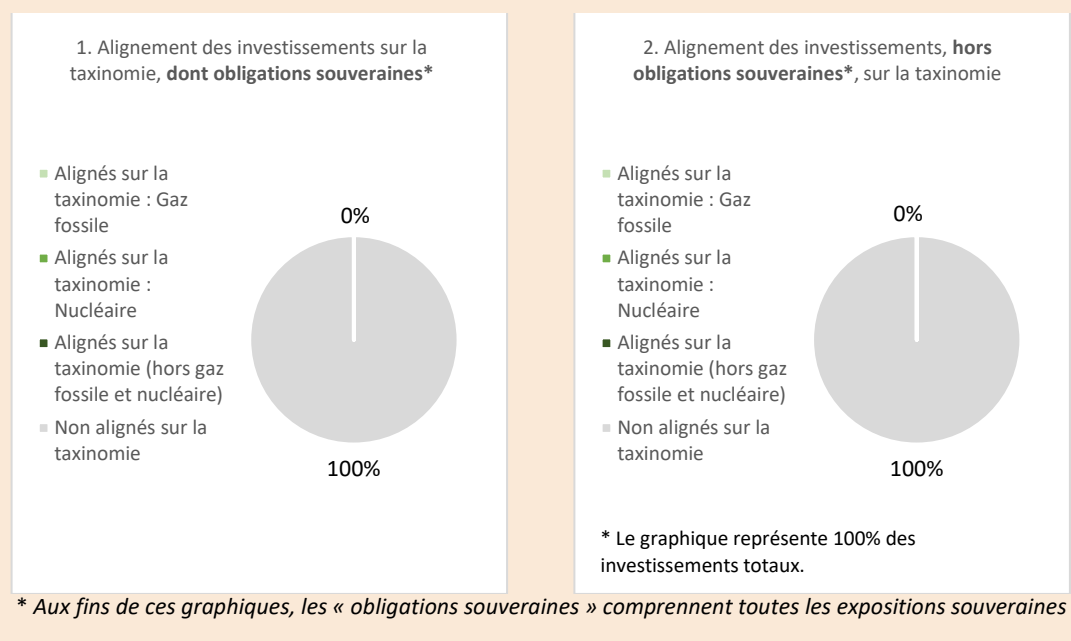 1. Alignement des investissements sur la
taxinomie, dont obligations souveraines*
Alignés sur la
taxinomie : Gaz
fossile
Alignés sur la
taxinomie :
Nucléaire
Alignés sur la
taxinomie (hors gaz
fossile et nucléaire)
Non alignés sur la
taxinomie
0%
100%
2. Alignement des investissements, hors
obligations souveraines*, sur la taxinomie
Alignés sur la
taxinomie : Gaz
fossile
Alignés sur la
taxinomie :
Nucléaire
Alignés sur la
taxinomie (hors gaz
fossile et nucléaire)
Non alignés sur la
taxinomie
0%
100%
* Le graphique représente 100% des
investissements totaux.
* Aux fins de ces graphiques, les « obligations souveraines » comprennent toutes les expositions souveraines